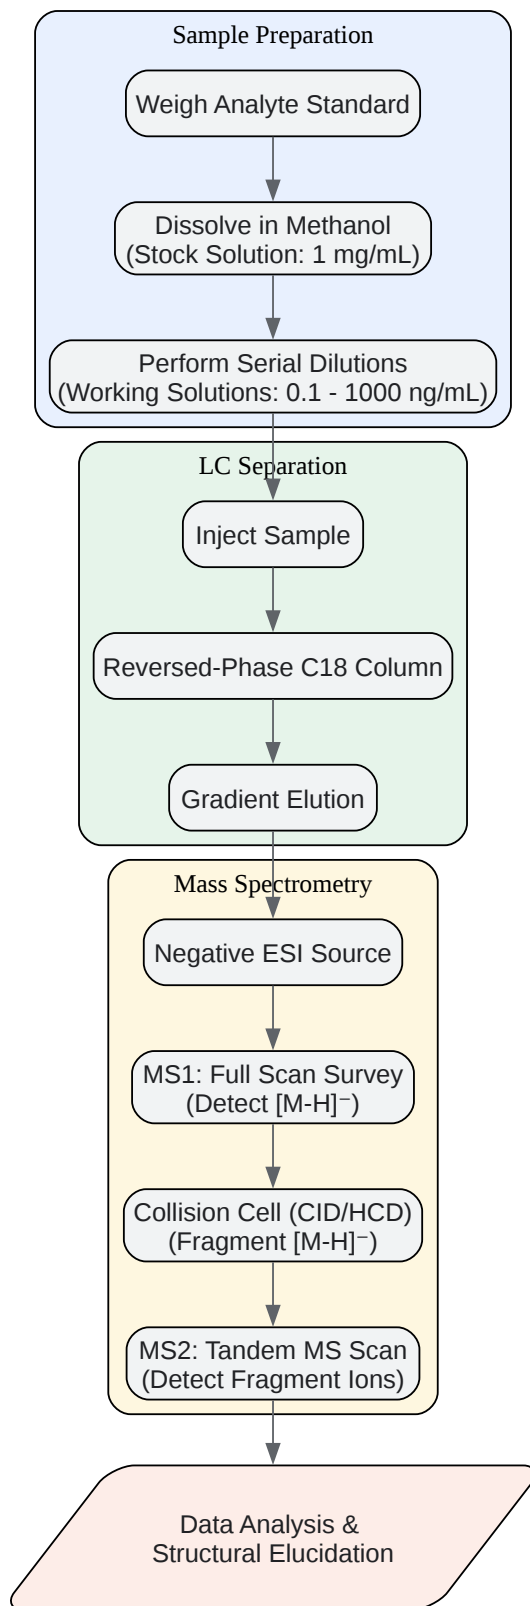 Sample Preparation
Weigh Analyte Standard
Dissolve in Methanol
(Stock Solution: 1 mg/mL)
Perform Serial Dilutions
(Working Solutions: 0.1 - 1000 ng/mL)
LC Separation
Inject Sample
Reversed-Phase C18 Column
Gradient Elution
Mass Spectrometry
Negative ESI Source
MS1: Full Scan Survey
(Detect [M-H]⁻)
Collision Cell (CID/HCD)
(Fragment [M-H]⁻)
MS2: Tandem MS Scan
(Detect Fragment Ions)
Data Analysis &
Structural Elucidation